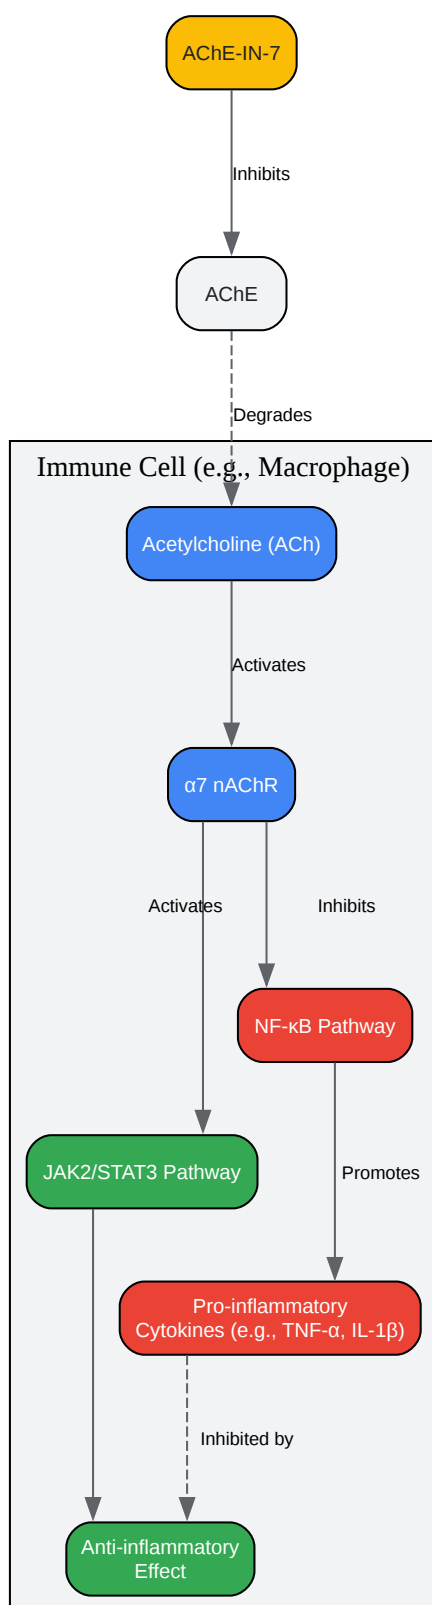 AChE-IN-7
Inhibits
AChE
Degrades
Immune Cell (e.g., Macrophage)
Acetylcholine (ACh)
Activates
α7 nAChR
Activates
Inhibits
NF-κB Pathway
JAK2/STAT3 Pathway
Promotes
Pro-inflammatory
Cytokines (e.g., TNF-α, IL-1β)
Inhibited by
Anti-inflammatory
Effect